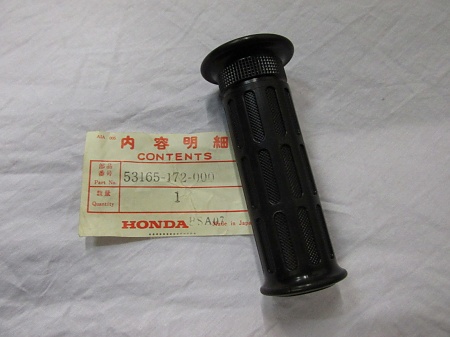 内容明細
CONTENTS
部品番号 Part No. 53165-172-000
数量 Quantity 1
HONDA PSA07 Made in Japan